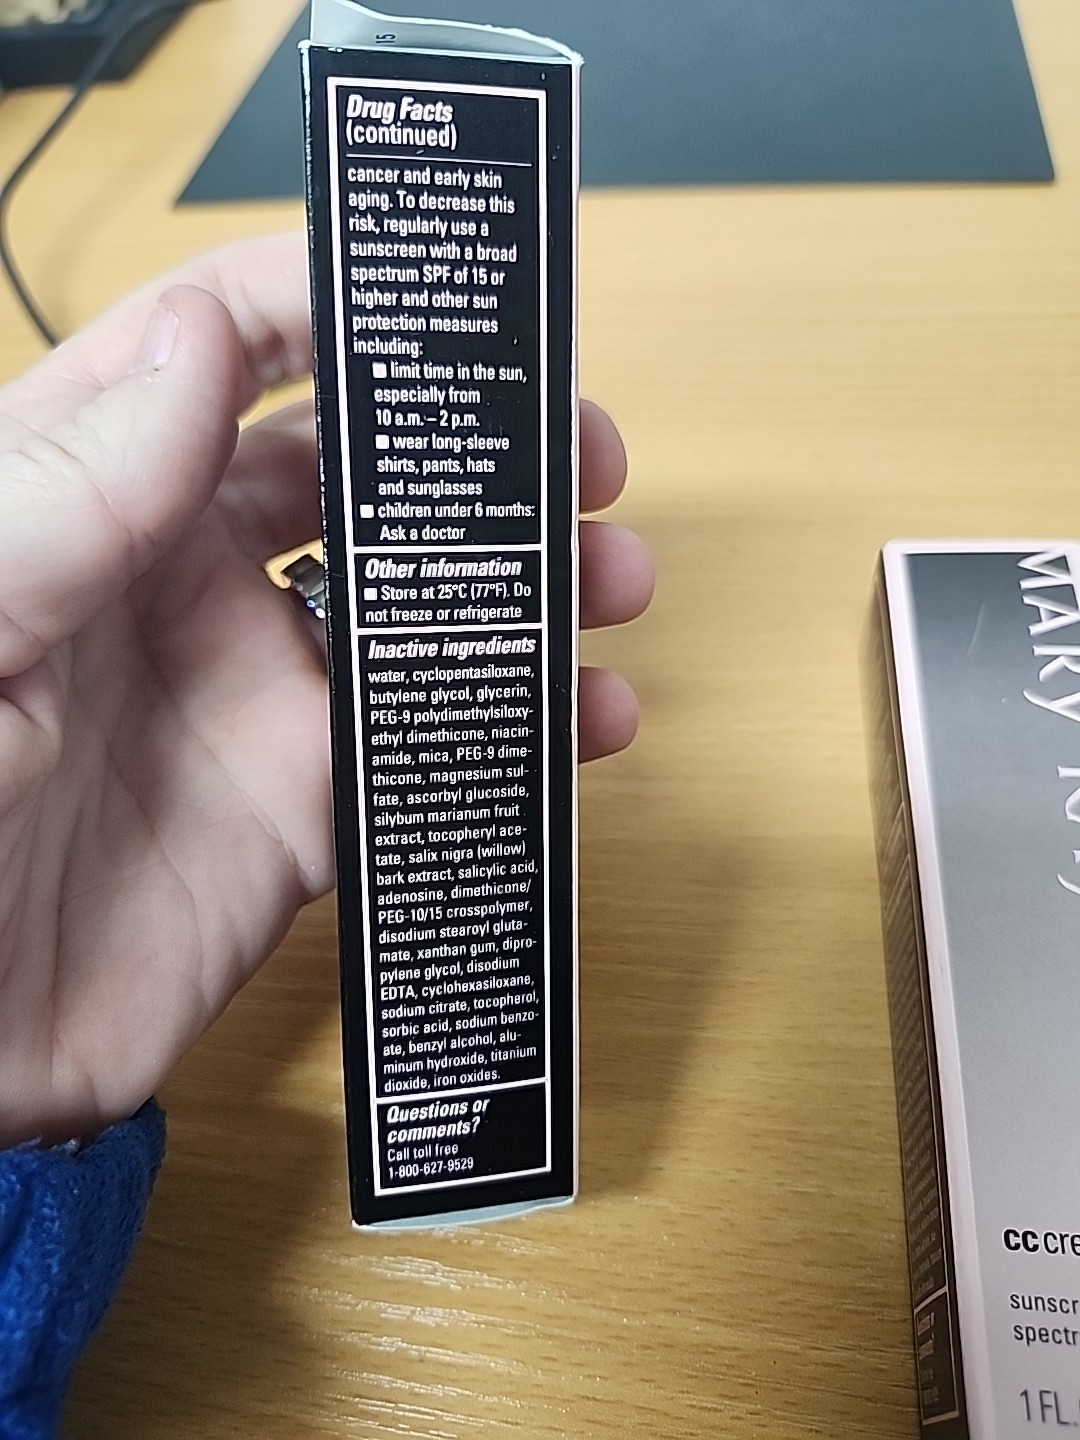 15
Drug Facts
(continued)
cancer and early skin
aging. To decrease this
risk, regularly use a
sunscreen with a broad
spectrum SPF of 15 or
higher and other sun
protection measures
including:
■ limit time in the sun,
especially from
10 a.m. – 2 p.m.
■ wear long-sleeve
shirts, pants, hats
and sunglasses
■ children under 6 months:
Ask a doctor
Other information
■ Store at 25°C (77°F). Do
not freeze or refrigerate
Inactive ingredients
water, cyclopentasiloxane,
butylene glycol, glycerin,
PEG-9 polydimethylsiloxy-
ethyl dimethicone, niacin-
amide, mica, PEG-9 dime-
thicone, magnesium sul-
fate, ascorbyl glucoside,
silybum marianum fruit
extract, tocopheryl ace-
tate, salix nigra (willow)
bark extract, salicylic acid,
adenosine, dimethicone/
PEG-10/15 crosspolymer,
disodium stearoyl gluta-
mate, xanthan gum, dipro-
pylene glycol, disodium
EDTA, cyclohexasiloxane,
sodium citrate, tocopherol,
sorbic acid, sodium benzo-
ate, benzyl alcohol, alu-
minum hydroxide, titanium
dioxide, iron oxides.
Questions or
comments?
Call toll free
1-800-627-9529
MARY
cc cre
sunscr
spectr
1 FL.